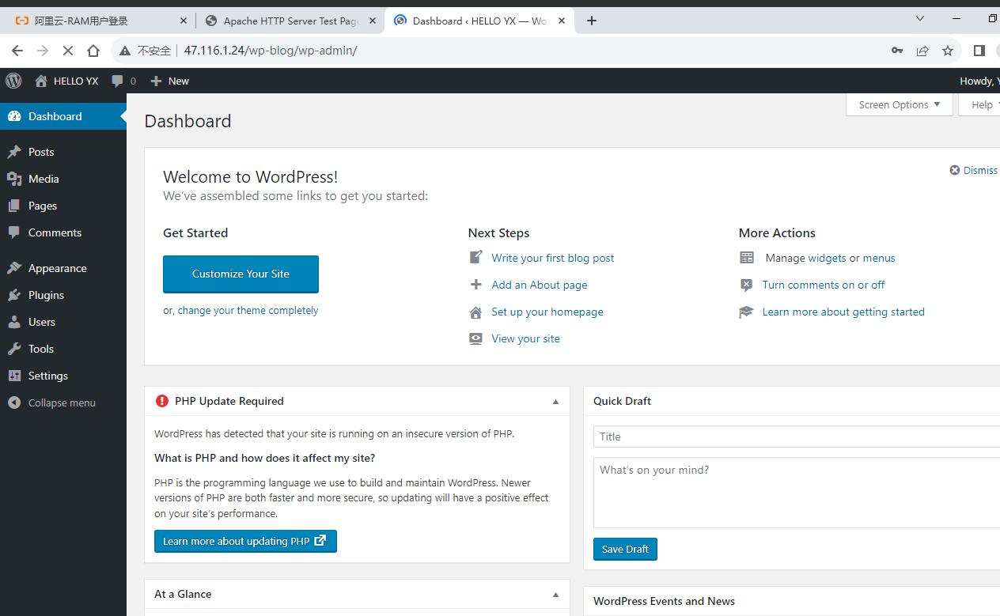 阿里云-RAM用户登录
Apache HTTP Server Test Page
Dashboard ‹ HELLO YX — Wo
不安全 47.116.1.24/wp-blog/wp-admin/
HELLO YX 0 New Howdy, Y
Screen Options Help
Dashboard
Posts
Media
Pages
Comments
Appearance
Plugins
Users
Tools
Settings
Collapse menu
Dashboard
Welcome to WordPress!
Dismiss
We've assembled some links to get you started:
Get Started
Customize Your Site
or, change your theme completely
Next Steps
Write your first blog post
Add an About page
Set up your homepage
View your site
More Actions
Manage widgets or menus
Turn comments on or off
Learn more about getting started
PHP Update Required
WordPress has detected that your site is running on an insecure version of PHP.
What is PHP and how does it affect my site?
PHP is the programming language we use to build and maintain WordPress. Newer
versions of PHP are both faster and more secure, so updating will have a positive effect
on your site's performance.
Learn more about updating PHP
At a Glance
Quick Draft
Title
What's on your mind?
Save Draft
WordPress Events and News